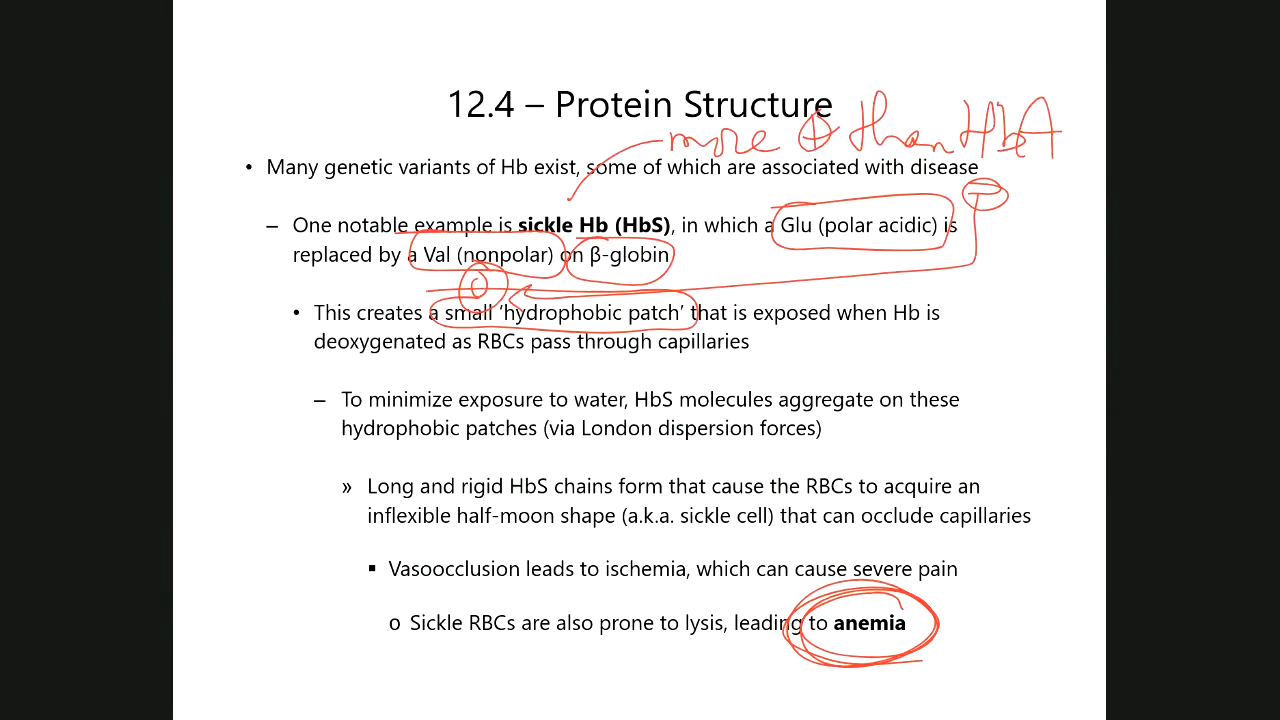 12.4 – Protein Structure
more ⊕ than HbA
• Many genetic variants of Hb exist, some of which are associated with disease
– One notable example is sickle Hb (HbS), in which a Glu (polar acidic) is
replaced by a Val (nonpolar) on β-globin
• This creates a small ‘hydrophobic patch’ that is exposed when Hb is
deoxygenated as RBCs pass through capillaries
– To minimize exposure to water, HbS molecules aggregate on these
hydrophobic patches (via London dispersion forces)
» Long and rigid HbS chains form that cause the RBCs to acquire an
inflexible half-moon shape (a.k.a. sickle cell) that can occlude capillaries
▪ Vasoocclusion leads to ischemia, which can cause severe pain
o Sickle RBCs are also prone to lysis, leading to anemia